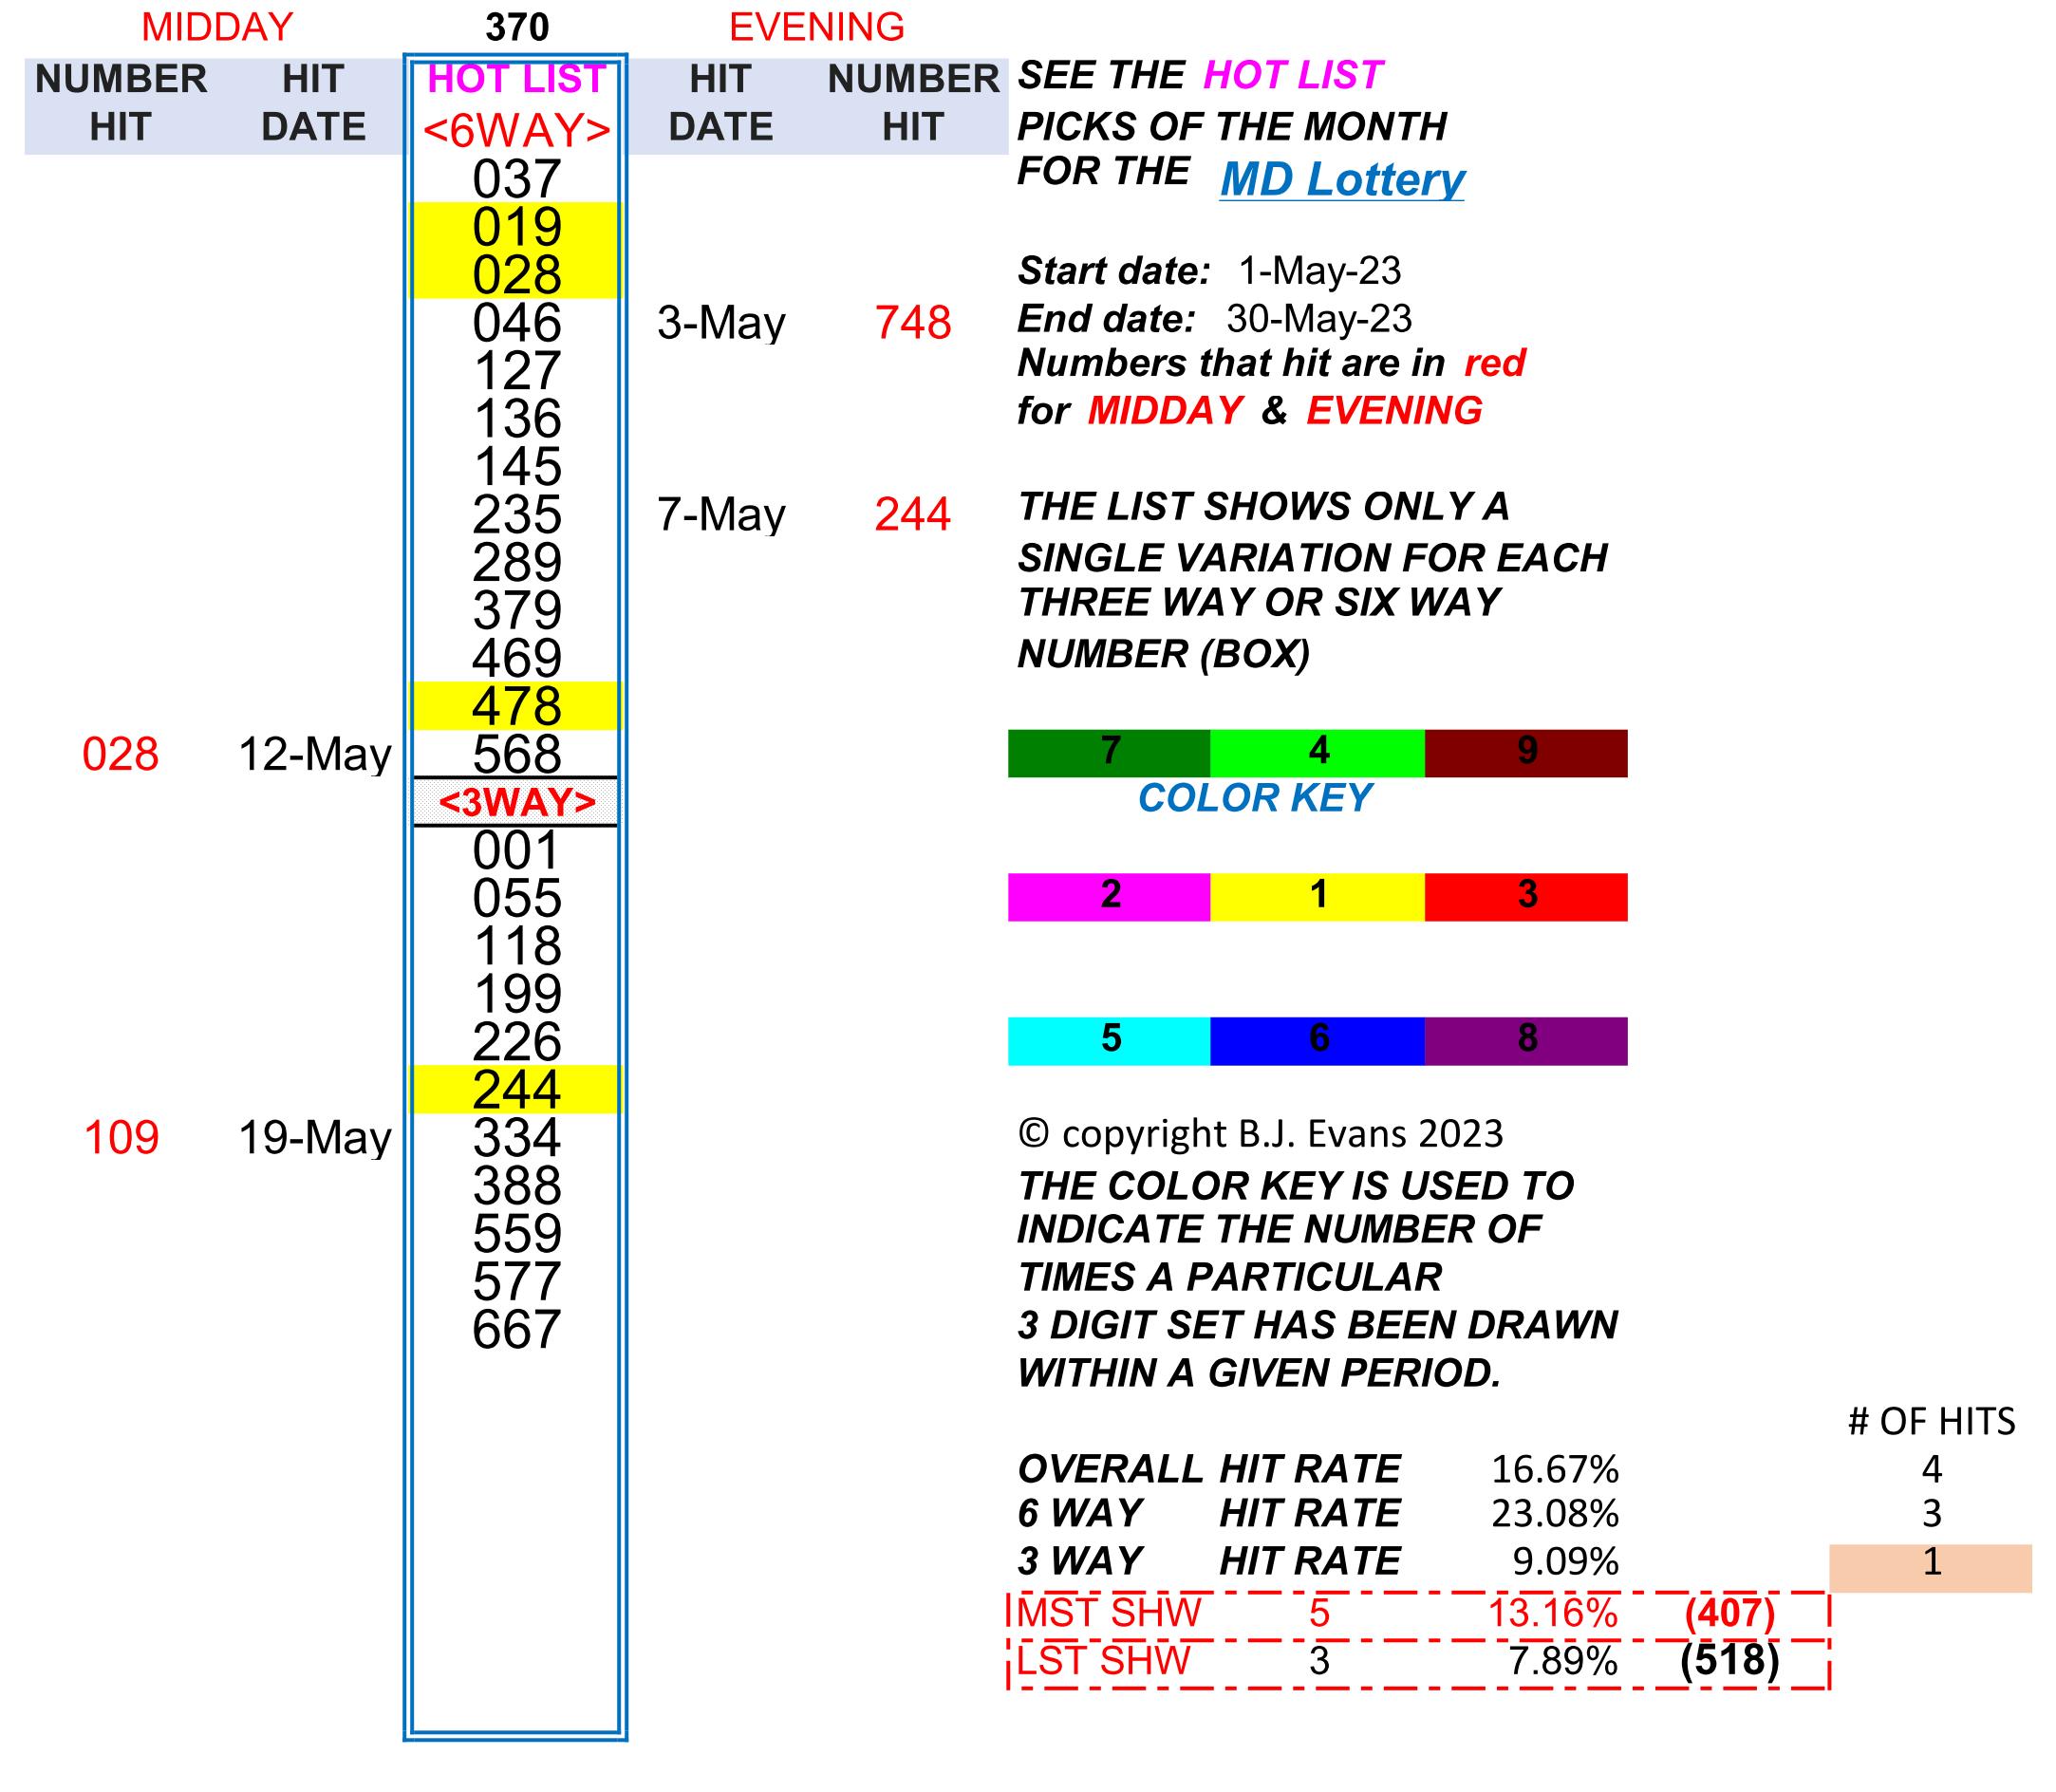 MIDDAY 370 EVENING
NUMBER HIT HOT LIST HIT NUMBER SEE THE HOT LIST
HIT DATE <6WAY> DATE HIT PICKS OF THE MONTH
037 FOR THE MD Lottery
019
028 Start date: 1-May-23
046 3-May 748 End date: 30-May-23
127 Numbers that hit are in red
136 for MIDDAY & EVENING
145
235 7-May 244 THE LIST SHOWS ONLY A
289 SINGLE VARIATION FOR EACH
379 THREE WAY OR SIX WAY
469 NUMBER (BOX)
478
028 12-May 568 7 4 9
<3WAY> COLOR KEY
001
055 2 1 3
118
199
226 5 6 8
244
109 19-May 334 © copyright B.J. Evans 2023
388 THE COLOR KEY IS USED TO
559 INDICATE THE NUMBER OF
577 TIMES A PARTICULAR
667 3 DIGIT SET HAS BEEN DRAWN
WITHIN A GIVEN PERIOD.
# OF HITS
OVERALL HIT RATE 16.67% 4
6 WAY HIT RATE 23.08% 3
3 WAY HIT RATE 9.09% 1
MST SHW 5 13.16% (407)
LST SHW 3 7.89% (518)